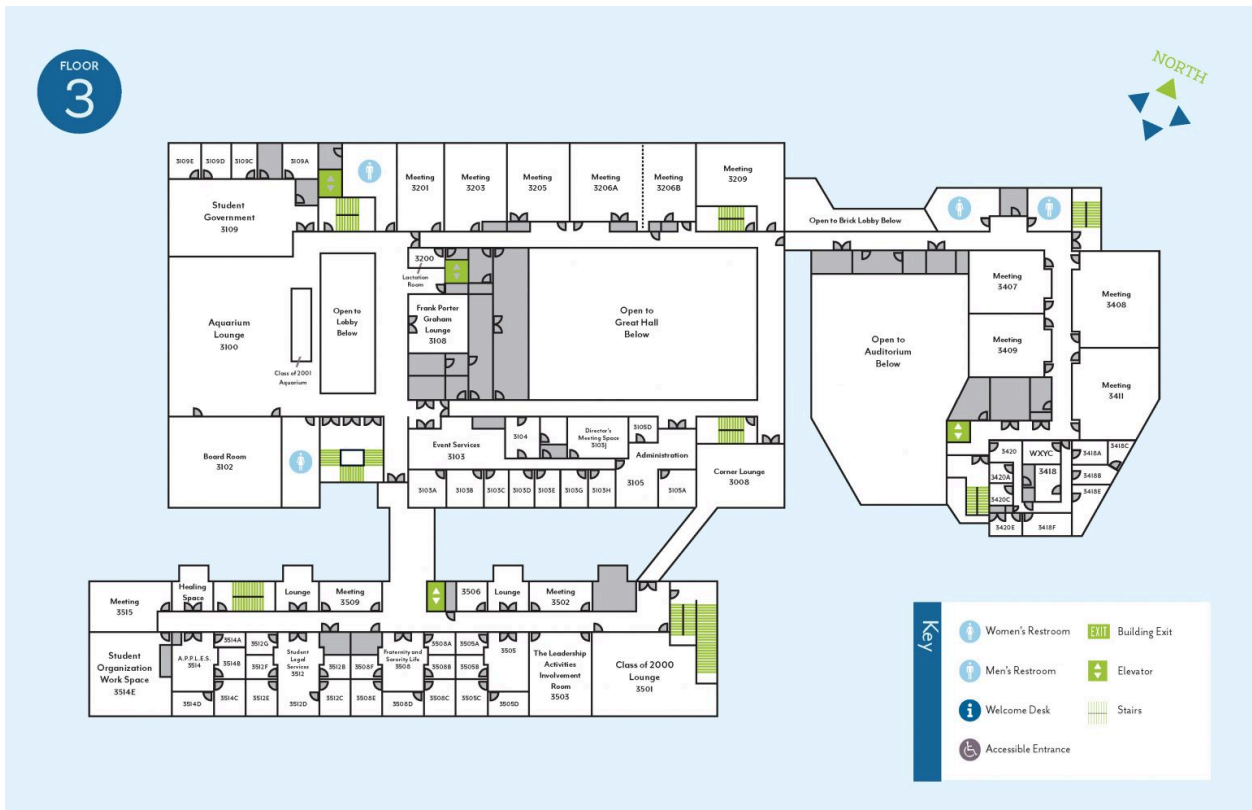 FLOOR
3
NORTH
3109E
3109D
3109C
3109A
Student
Government
3109
Meeting
3201
Meeting
3203
Meeting
3205
Meeting
3206A
Meeting
3206B
Meeting
3209
Open to Brick Lobby Below
3200
Lactation
Room
Aquarium
Lounge
3100
Class of 2001
Aquarium
Open to
Lobby
Below
Frank Porter
Graham
Lounge
3108
Open to
Great Hall
Below
Open to
Auditorium
Below
Meeting
3407
Meeting
3408
Meeting
3409
Meeting
3411
Board Room
3102
Event Services
3103
3104
Director's
Meeting Space
3103J
3105D
Administration
3105
3105A
Corner Lounge
3008
3103A
3103B
3103C
3103D
3103E
3103G
3103H
3420
WXYC
3418
3418A
3418C
3420A
3418B
3420C
3418E
3420E
3418F
Meeting
3515
Healing
Space
Lounge
Meeting
3509
3506
Lounge
Meeting
3502
Student
Organization
Work Space
3514E
A.P.P.L.E.S.
3514
3514A
3514B
3514C
3514D
3512G
3512F
3512E
Student
Legal
Services
3512
3512D
3512B
3512C
3508F
3508E
Fraternity and
Sorority Life
3508
3508D
3508A
3508B
3508C
3505A
3505B
3505C
3505
3505D
The Leadership
Activities
Involvement
Room
3503
Class of 2000
Lounge
3501
Key
Women's Restroom
EXIT Building Exit
Men's Restroom
Elevator
i Welcome Desk
Stairs
Accessible Entrance